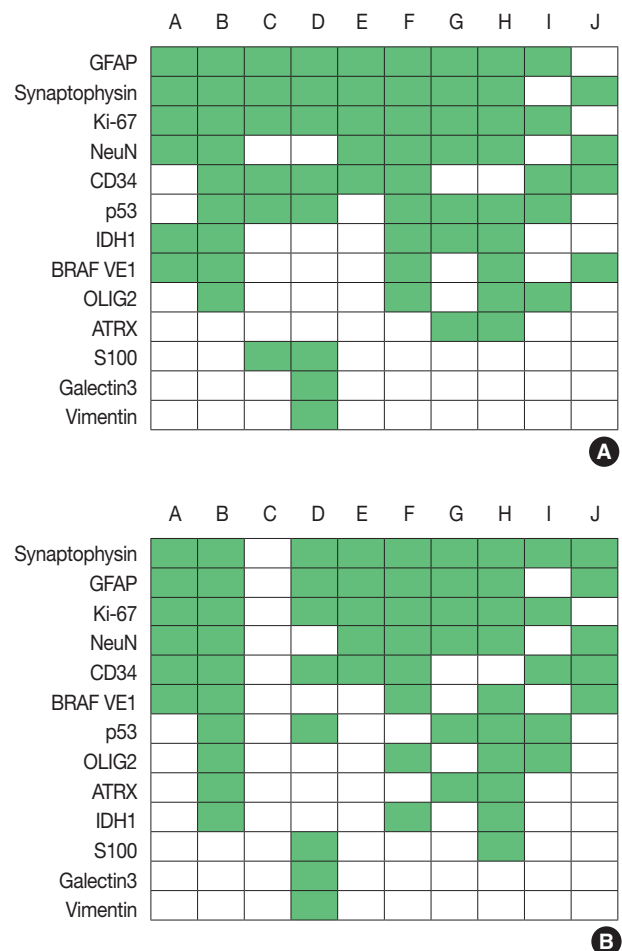 A B C D E F G H I J
GFAP
Synaptophysin
Ki-67
NeuN
CD34
p53
IDH1
BRAF VE1
OLIG2
ATRX
S100
Galectin3
Vimentin
A
A B C D E F G H I J
Synaptophysin
GFAP
Ki-67
NeuN
CD34
BRAF VE1
p53
OLIG2
ATRX
IDH1
S100
Galectin3
Vimentin
B